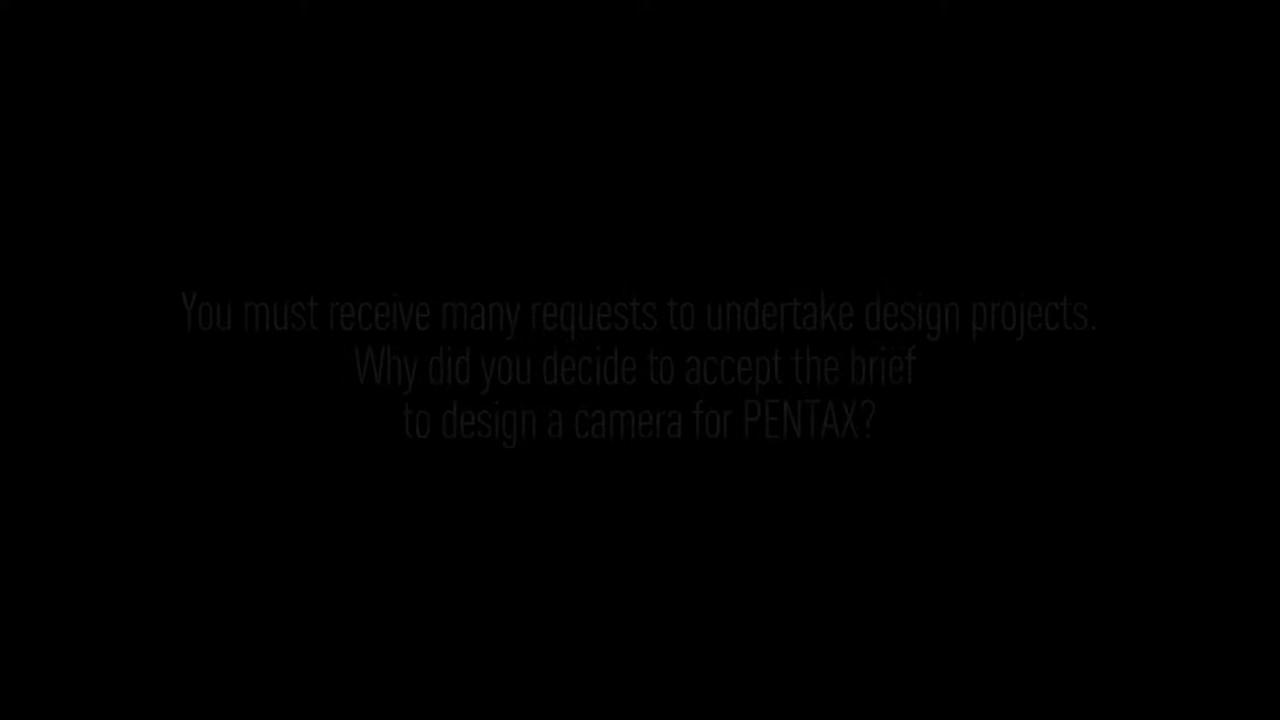 You must receive many requests to undertake design projects.
Why did you decide to accept the brief
to design a camera for PENTAX?